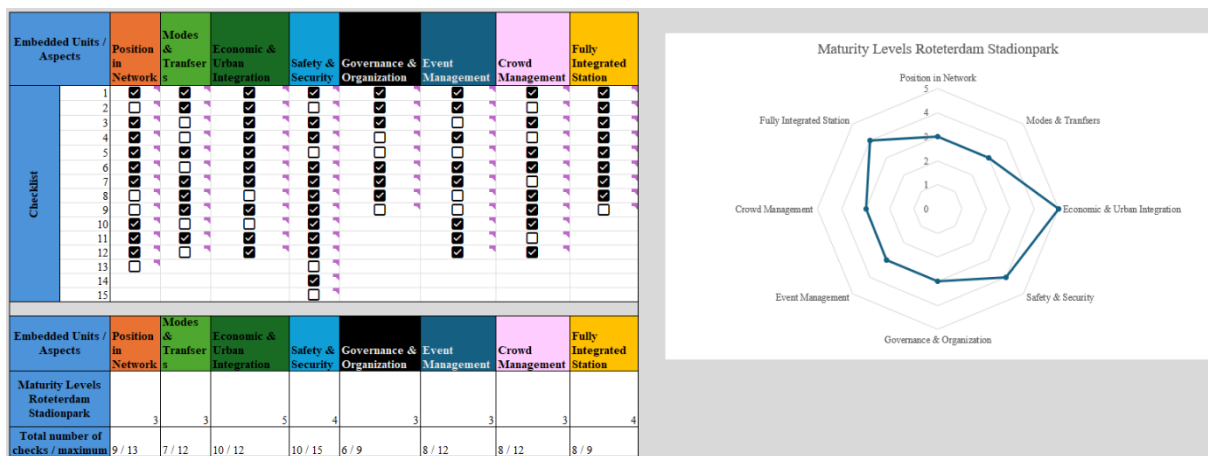 Embedded Units / Aspects Position in Network Modes & Tranfsers Economic & Urban Integration Safety & Security Governance & Organization Event Management Crowd Management Fully Integrated Station
Checklist
1
2
3
4
5
6
7
8
9
10
11
12
13
14
15
Embedded Units / Aspects Position in Network Modes & Tranfsers Economic & Urban Integration Safety & Security Governance & Organization Event Management Crowd Management Fully Integrated Station
Maturity Levels Roteterdam Stadionpark 3 3 5 4 3 3 3 4
Total number of checks / maximum 9 / 13 7 / 12 10 / 12 10 / 15 6 / 9 8 / 12 8 / 12 8 / 9
Maturity Levels Roteterdam Stadionpark
Position in Network
5
4
3
2
1
0
Modes & Tranfiers
Economic & Urban Integration
Safety & Security
Governance & Organization
Event Management
Crowd Management
Fully Integrated Station